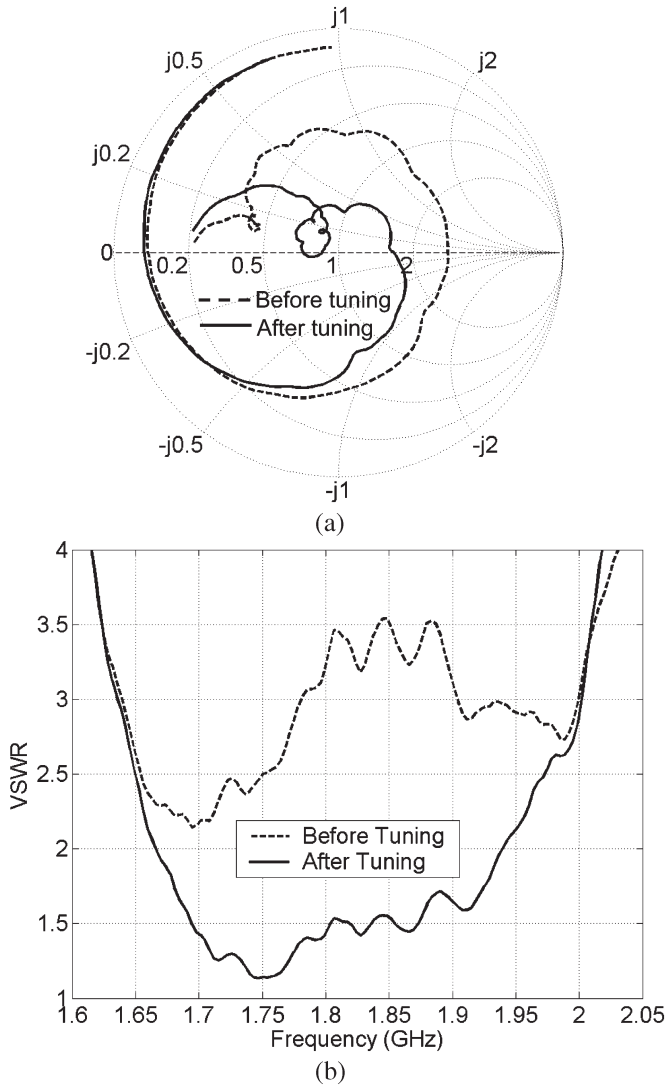 j1
j0.5
j2
j0.2
0
0.2
0.5
1
2
Before tuning
After tuning
-j0.2
-j0.5
-j2
-j1
(a)
4
3.5
3
2.5
2
1.5
1
VSWR
Before Tuning
After Tuning
1.6 1.65 1.7 1.75 1.8 1.85 1.9 1.95 2 2.05
Frequency (GHz)
(b)